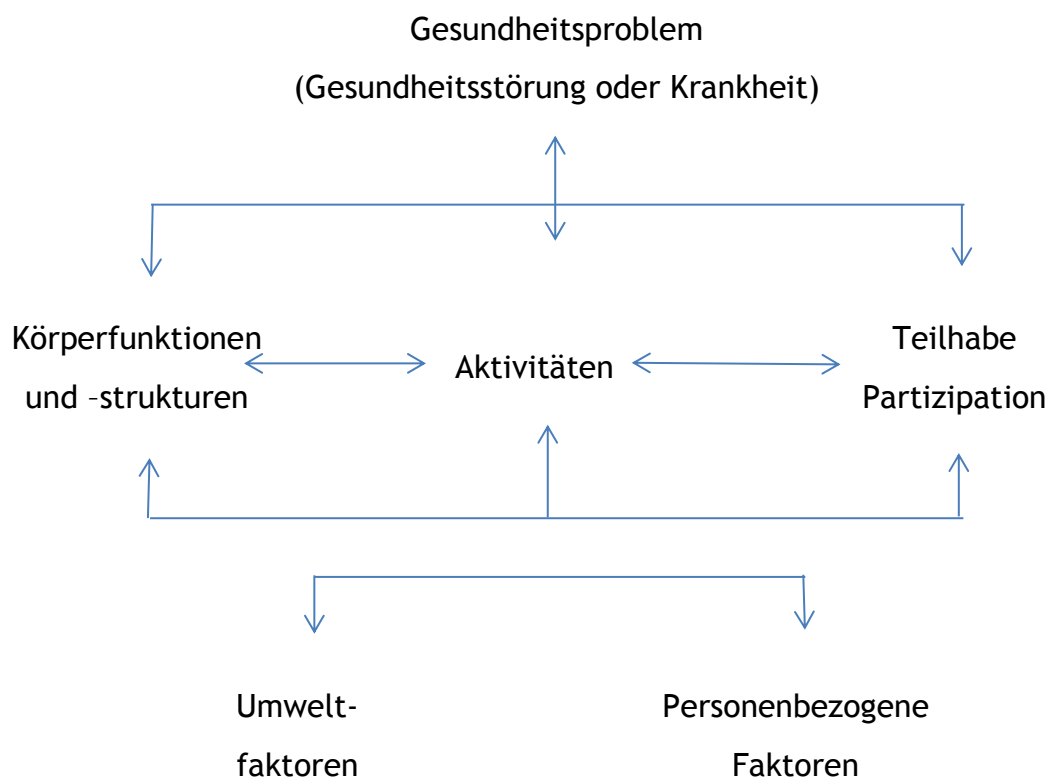 Gesundheitsproblem
(Gesundheitsstörung oder Krankheit)
Körperfunktionen
und –strukturen
Aktivitäten
Teilhabe
Partizipation
Umwelt-
faktoren
Personenbezogene
Faktoren